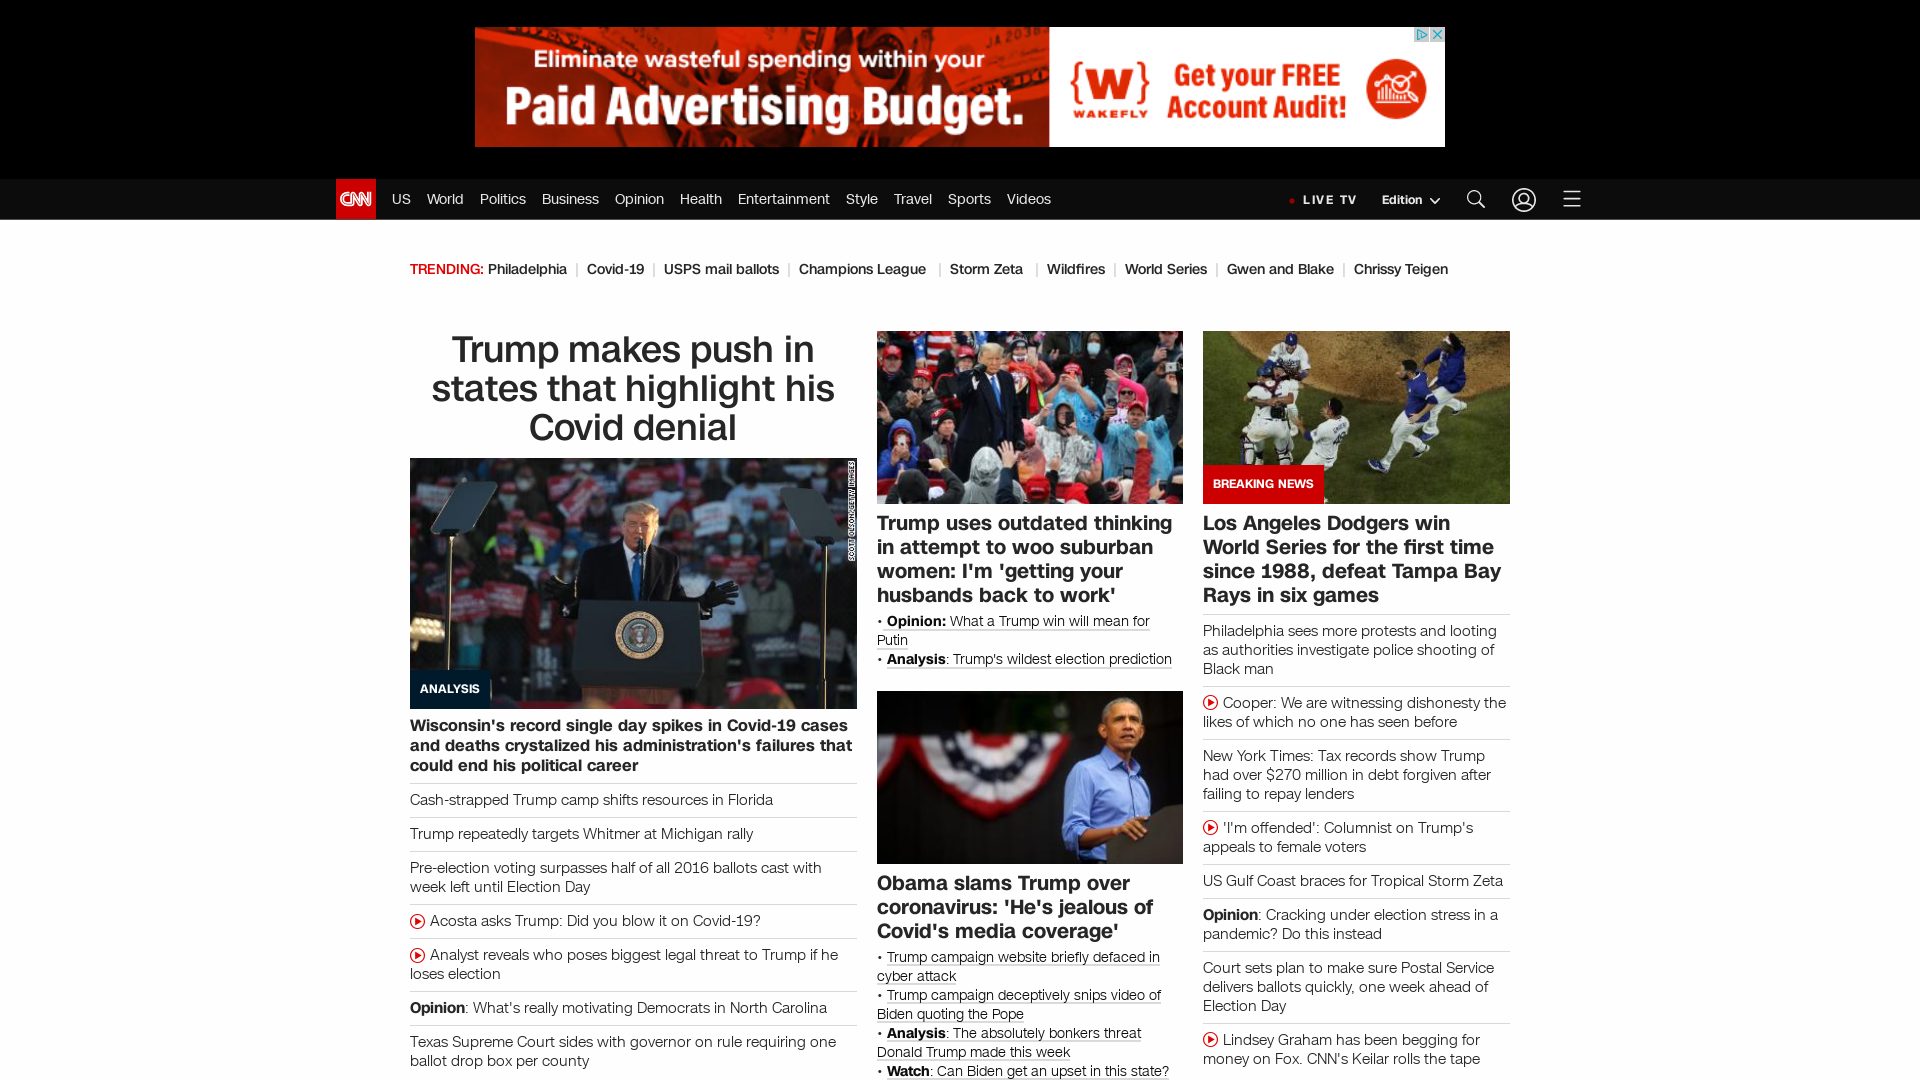 JA 2038
Eliminate wasteful spending within your
Paid Advertising Budget.
{W}
WAKEFLY
Get your FREE
Account Audit!
CNN
US World Politics Business Opinion Health Entertainment Style Travel Sports Videos
LIVE TV Edition
TRENDING: Philadelphia Covid-19 USPS mail ballots Champions League Storm Zeta Wildfires World Series Gwen and Blake Chrissy Teigen
Trump makes push in
states that highlight his
Covid denial
SCOTT OLSON/GETTY IMAGES
ANALYSIS
Wisconsin's record single day spikes in Covid-19 cases
and deaths crystalized his administration's failures that
could end his political career
Cash-strapped Trump camp shifts resources in Florida
Trump repeatedly targets Whitmer at Michigan rally
Pre-election voting surpasses half of all 2016 ballots cast with
week left until Election Day
Acosta asks Trump: Did you blow it on Covid-19?
Analyst reveals who poses biggest legal threat to Trump if he
loses election
Opinion: What's really motivating Democrats in North Carolina
Texas Supreme Court sides with governor on rule requiring one
ballot drop box per county
Trump uses outdated thinking
in attempt to woo suburban
women: I'm 'getting your
husbands back to work'
• Opinion: What a Trump win will mean for
Putin
• Analysis: Trump's wildest election prediction
Obama slams Trump over
coronavirus: 'He's jealous of
Covid's media coverage'
• Trump campaign website briefly defaced in
cyber attack
• Trump campaign deceptively snips video of
Biden quoting the Pope
• Analysis: The absolutely bonkers threat
Donald Trump made this week
• Watch: Can Biden get an upset in this state?
BREAKING NEWS
Los Angeles Dodgers win
World Series for the first time
since 1988, defeat Tampa Bay
Rays in six games
Philadelphia sees more protests and looting
as authorities investigate police shooting of
Black man
Cooper: We are witnessing dishonesty the
likes of which no one has seen before
New York Times: Tax records show Trump
had over $270 million in debt forgiven after
failing to repay lenders
'I'm offended': Columnist on Trump's
appeals to female voters
US Gulf Coast braces for Tropical Storm Zeta
Opinion: Cracking under election stress in a
pandemic? Do this instead
Court sets plan to make sure Postal Service
delivers ballots quickly, one week ahead of
Election Day
Lindsey Graham has been begging for
money on Fox. CNN's Keilar rolls the tape